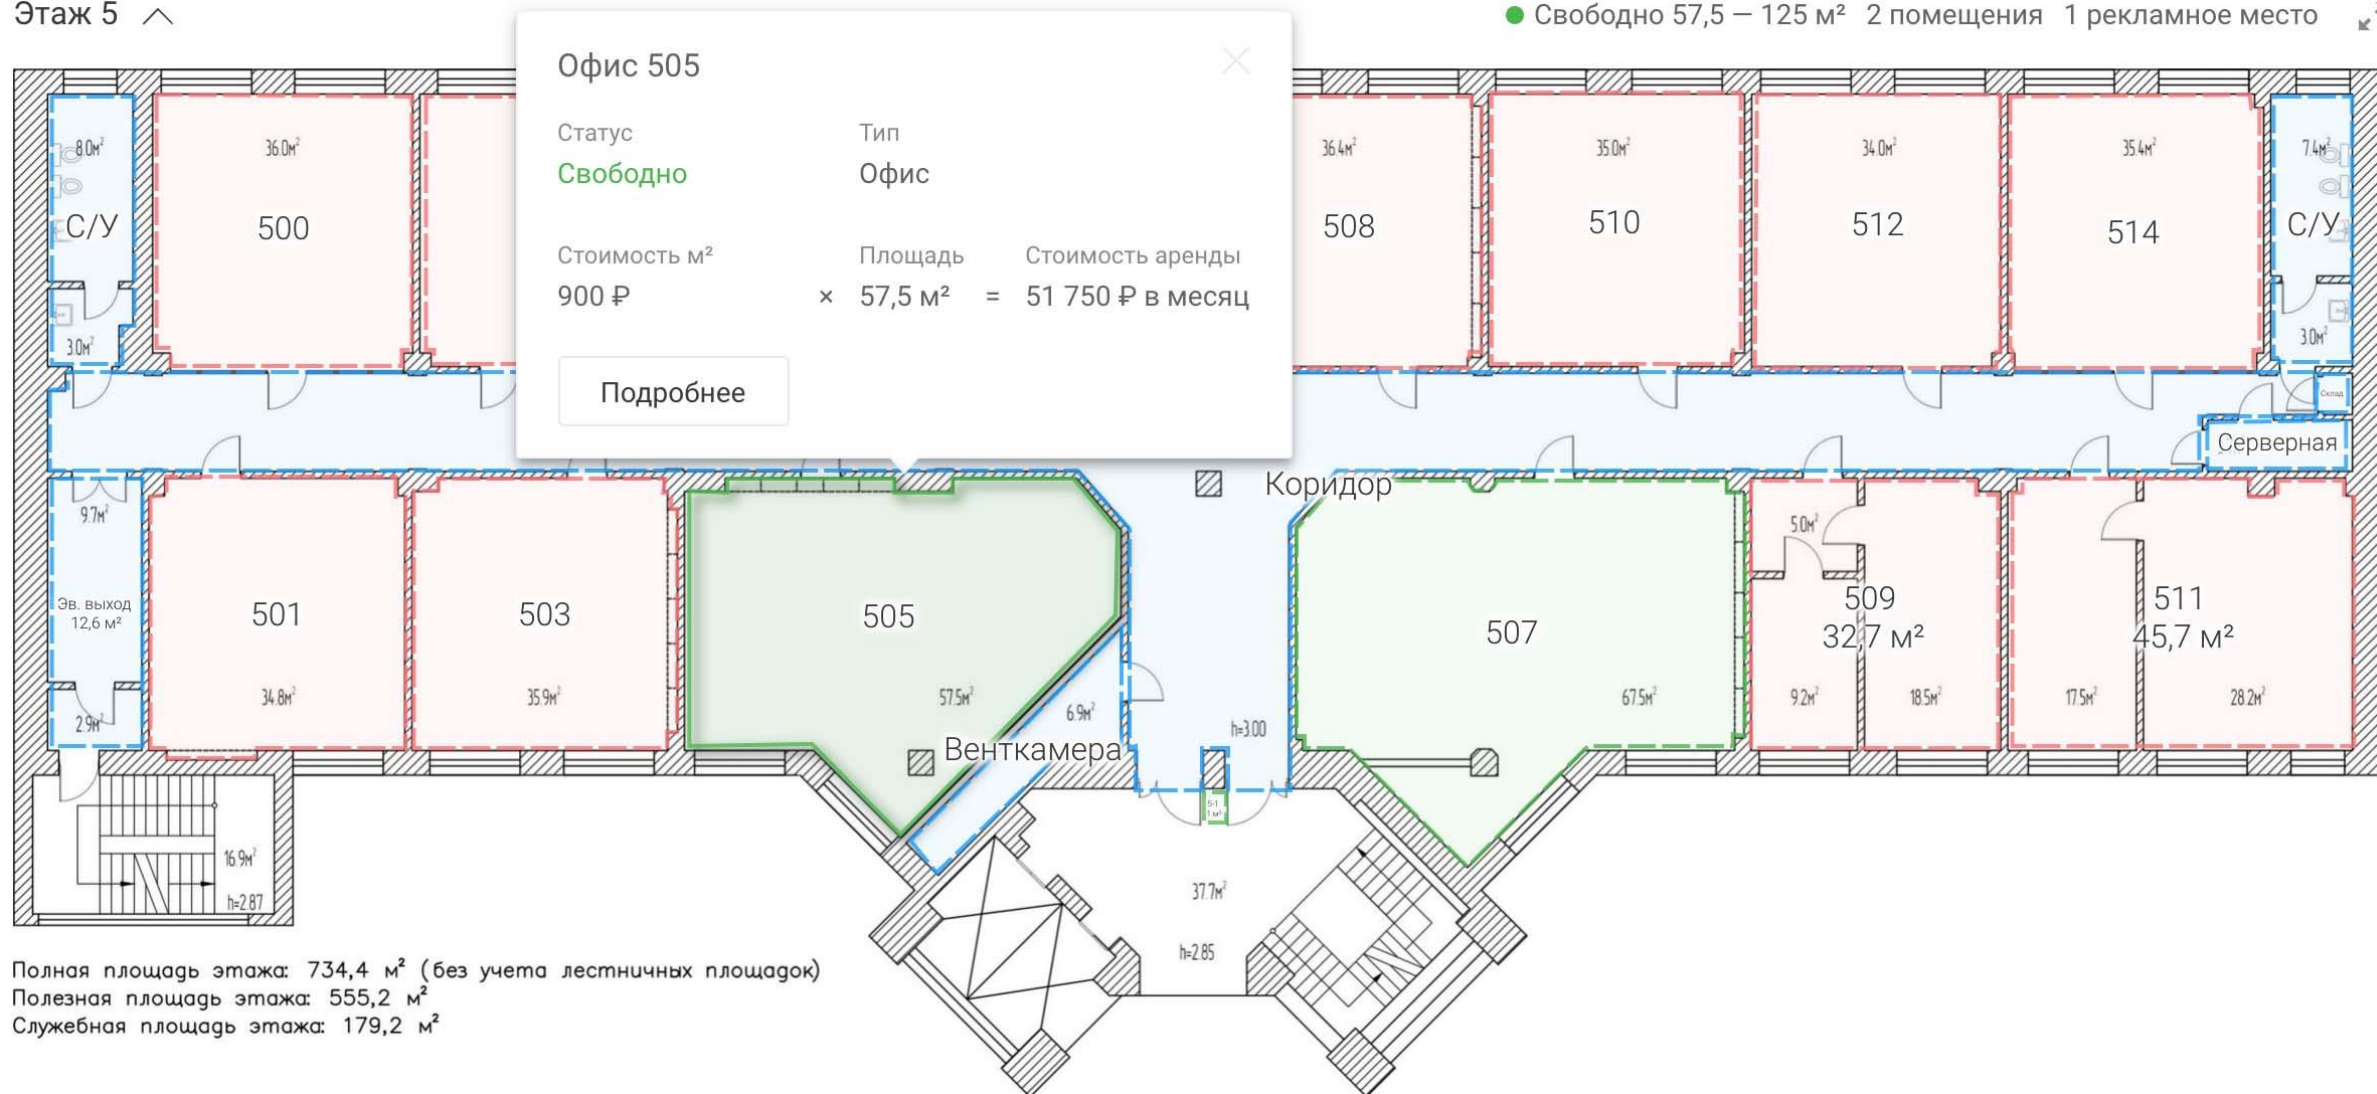 Этаж 5
Свободно 57,5 — 125 м² 2 помещения 1 рекламное место
Офис 505
Статус
Тип
Свободно
Офис
Стоимость м²
Площадь
Стоимость аренды
900 ₽ × 57,5 м² = 51 750 ₽ в месяц
Подробнее
8.0м²
С/У
3.0м²
36.0м²
500
36.4м²
508
35.0м²
510
34.0м²
512
35.4м²
514
7.4м²
С/У
3.0м²
Склад
Серверная
Коридор
9.7м²
Эв. выход
12,6 м²
2.9м²
501
34.8м²
503
35.9м²
505
57.5м²
6.9м²
Венткамера
h=3.00
507
67.5м²
5.0м²
509
32,7 м²
9.2м²
18.5м²
511
45,7 м²
17.5м²
28.2м²
5-1
1 м²
16.9м²
h=2.87
37.7м²
h=2.85
Полная площадь этажа: 734,4 м² (без учета лестничных площадок)
Полезная площадь этажа: 555,2 м²
Служебная площадь этажа: 179,2 м²